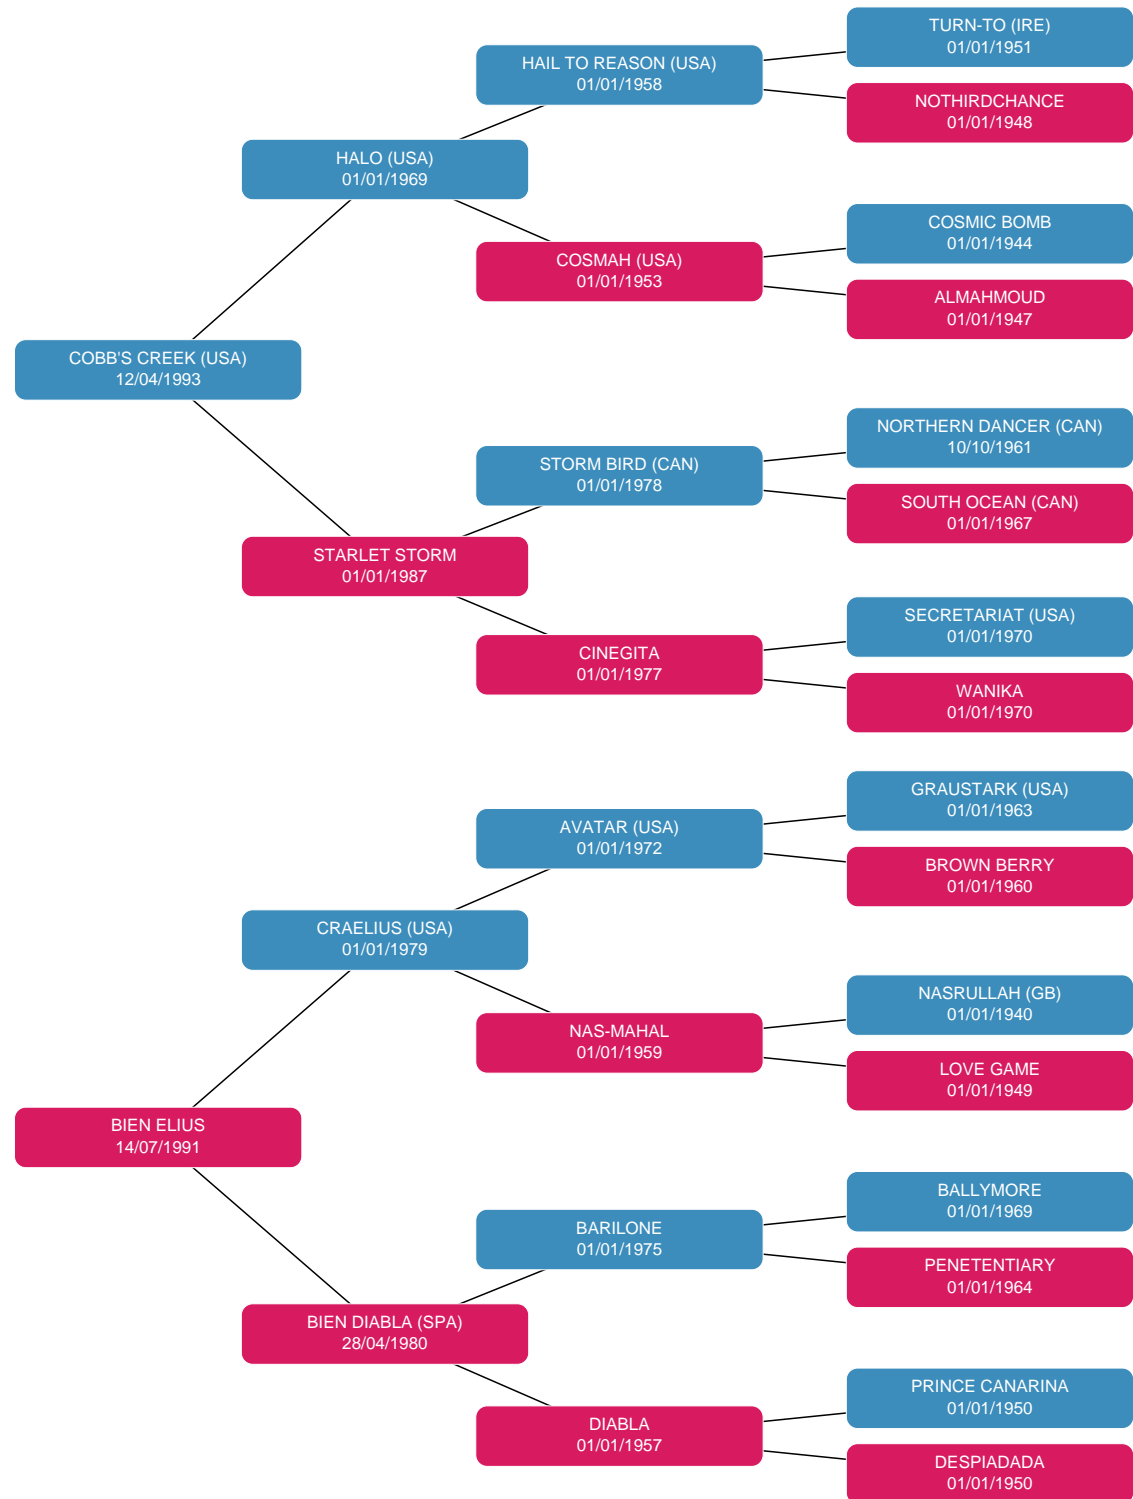 TURN-TO (IRE)
01/01/1951
HAIL TO REASON (USA)
01/01/1958
NOTHIRDCHANCE
01/01/1948
HALO (USA)
01/01/1969
COSMIC BOMB
01/01/1944
COSMAH (USA)
01/01/1953
ALMAHMOUD
01/01/1947
COBB'S CREEK (USA)
12/04/1993
NORTHERN DANCER (CAN)
10/10/1961
STORM BIRD (CAN)
01/01/1978
SOUTH OCEAN (CAN)
01/01/1967
STARLET STORM
01/01/1987
SECRETARIAT (USA)
01/01/1970
CINEGITA
01/01/1977
WANIKA
01/01/1970
GRAUSTARK (USA)
01/01/1963
AVATAR (USA)
01/01/1972
BROWN BERRY
01/01/1960
CRAELIUS (USA)
01/01/1979
NASRULLAH (GB)
01/01/1940
NAS-MAHAL
01/01/1959
LOVE GAME
01/01/1949
BIEN ELIUS
14/07/1991
BALLYMORE
01/01/1969
BARILONE
01/01/1975
PENETENTIARY
01/01/1964
BIEN DIABLA (SPA)
28/04/1980
PRINCE CANARINA
01/01/1950
DIABLA
01/01/1957
DESPIADADA
01/01/1950